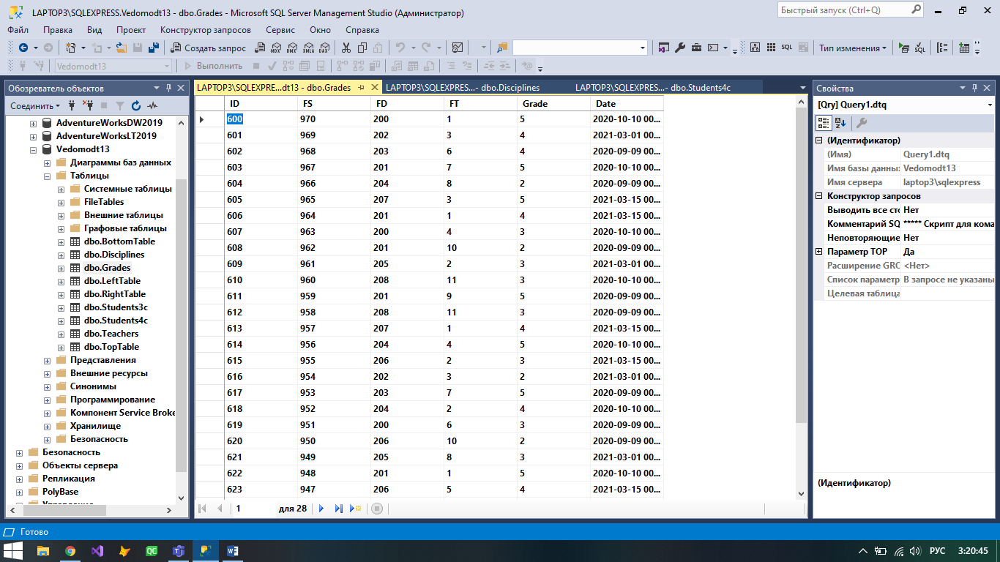 LAPTOP3\SQLEXPRESS.Vedomodt13 - dbo.Grades - Microsoft SQL Server Management Studio (Администратор)
Быстрый запуск (Ctrl+Q)
Файл Правка Вид Проект Конструктор запросов Сервис Окно Справка
Создать запрос MDX DMX XMLA DAX SQL Тип изменения SQL
Vedomodt13 Выполнить
Обозреватель объектов
Соединить
AdventureWorksDW2019
AdventureWorksLT2019
Vedomodt13
Диаграммы баз данных
Таблицы
Системные таблицы
FileTables
Внешние таблицы
Графовые таблицы
dbo.BottomTable
dbo.Disciplines
dbo.Grades
dbo.LeftTable
dbo.RightTable
dbo.Students3c
dbo.Students4c
dbo.Teachers
dbo.TopTable
Представления
Внешние ресурсы
Синонимы
Программирование
Компонент Service Broke
Хранилище
Безопасность
Безопасность
Объекты сервера
Репликация
PolyBase
LAPTOP3\SQLEXPRE...dt13 - dbo.Grades LAPTOP3\SQLEXPRES...- dbo.Disciplines LAPTOP3\SQLEXPRES...- dbo.Students4c
ID FS FD FT Grade Date
600 970 200 1 5 2020-10-10 00...
601 969 202 3 4 2021-03-01 00...
602 968 203 6 4 2020-09-09 00...
603 967 201 7 5 2020-10-10 00...
604 966 204 8 2 2020-09-09 00...
605 965 207 3 5 2021-03-15 00...
606 964 201 1 4 2021-03-15 00...
607 963 200 4 3 2020-10-10 00...
608 962 201 10 2 2020-09-09 00...
609 961 205 2 3 2021-03-01 00...
610 960 208 11 3 2020-10-10 00...
611 959 201 9 5 2020-09-09 00...
612 958 208 11 3 2020-09-09 00...
613 957 207 1 4 2021-03-15 00...
614 956 204 4 5 2020-10-10 00...
615 955 206 2 3 2021-03-15 00...
616 954 202 3 2 2021-03-01 00...
617 953 203 7 5 2020-09-09 00...
618 952 204 2 4 2020-10-10 00...
619 951 200 6 3 2020-09-09 00...
620 950 206 10 2 2020-09-09 00...
621 949 205 8 3 2021-03-01 00...
622 948 201 1 5 2020-10-10 00...
623 947 206 5 4 2021-03-15 00...
1 для 28
Свойства
[Qry] Query1.dtq
(Идентификатор)
(Имя) Query1.dtq
Имя базы данны Vedomodt13
Имя сервера laptop3\sqlexpress
Конструктор запросов
Выводить все сто Нет
Комментарий SQ ***** Скрипт для кома
Неповторяющие Нет
Параметр TOP Да
Расширение GRO <Нет>
Список параметр В запросе не указаны
Целевая таблица
(Идентификатор)
Готово
QC РУС 3:20:45